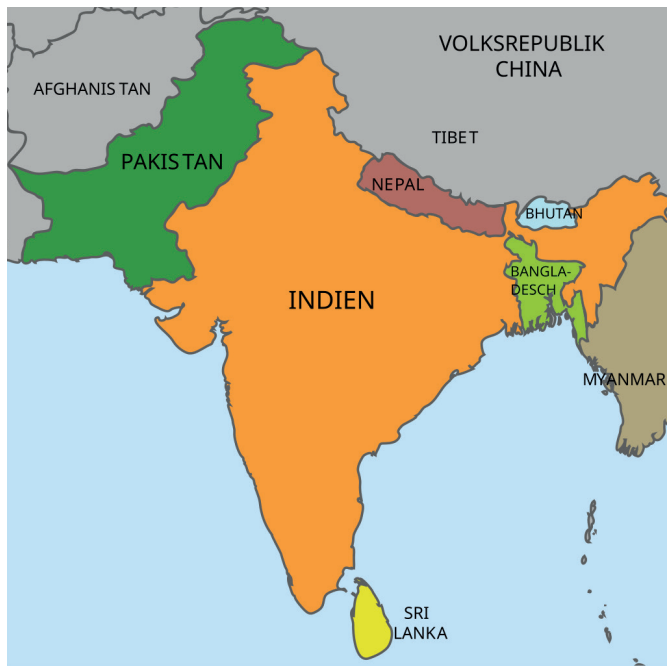 VOLKSREPUBLIK
CHINA
AFGHANISTAN
TIBET
PAKISTAN
NEPAL
BHUTAN
BANGLA-
DESCH
INDIEN
MYANMAR
SRI
LANKA